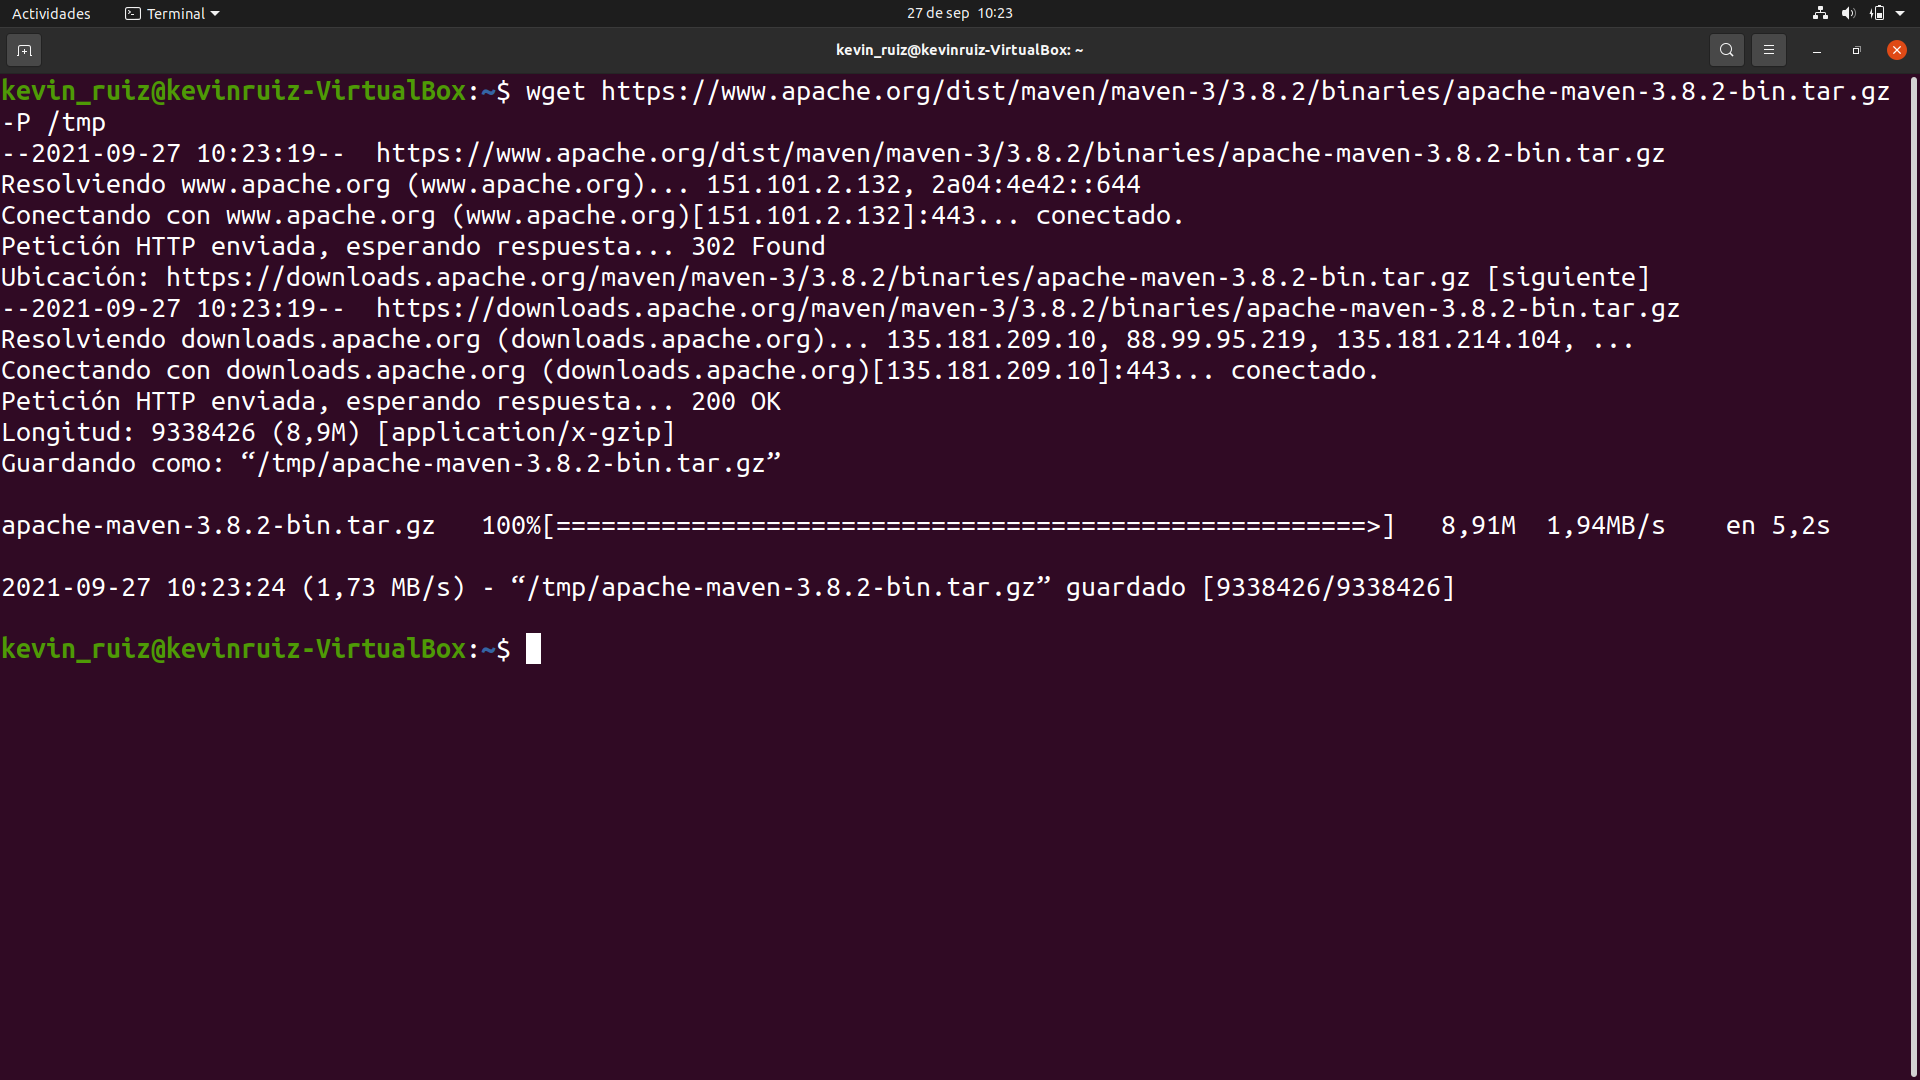 Actividades Terminal 27 de sep 10:23
kevin_ruiz@kevinruiz-VirtualBox: ~
kevin_ruiz@kevinruiz-VirtualBox:~$ wget https://www.apache.org/dist/maven/maven-3/3.8.2/binaries/apache-maven-3.8.2-bin.tar.gz
-P /tmp
--2021-09-27 10:23:19--  https://www.apache.org/dist/maven/maven-3/3.8.2/binaries/apache-maven-3.8.2-bin.tar.gz
Resolviendo www.apache.org (www.apache.org)... 151.101.2.132, 2a04:4e42::644
Conectando con www.apache.org (www.apache.org)[151.101.2.132]:443... conectado.
Petición HTTP enviada, esperando respuesta... 302 Found
Ubicación: https://downloads.apache.org/maven/maven-3/3.8.2/binaries/apache-maven-3.8.2-bin.tar.gz [siguiente]
--2021-09-27 10:23:19--  https://downloads.apache.org/maven/maven-3/3.8.2/binaries/apache-maven-3.8.2-bin.tar.gz
Resolviendo downloads.apache.org (downloads.apache.org)... 135.181.209.10, 88.99.95.219, 135.181.214.104, ...
Conectando con downloads.apache.org (downloads.apache.org)[135.181.209.10]:443... conectado.
Petición HTTP enviada, esperando respuesta... 200 OK
Longitud: 9338426 (8,9M) [application/x-gzip]
Guardando como: “/tmp/apache-maven-3.8.2-bin.tar.gz”
apache-maven-3.8.2-bin.tar.gz   100%[======================================================>]   8,91M  1,94MB/s    en 5,2s
2021-09-27 10:23:24 (1,73 MB/s) - “/tmp/apache-maven-3.8.2-bin.tar.gz” guardado [9338426/9338426]
kevin_ruiz@kevinruiz-VirtualBox:~$